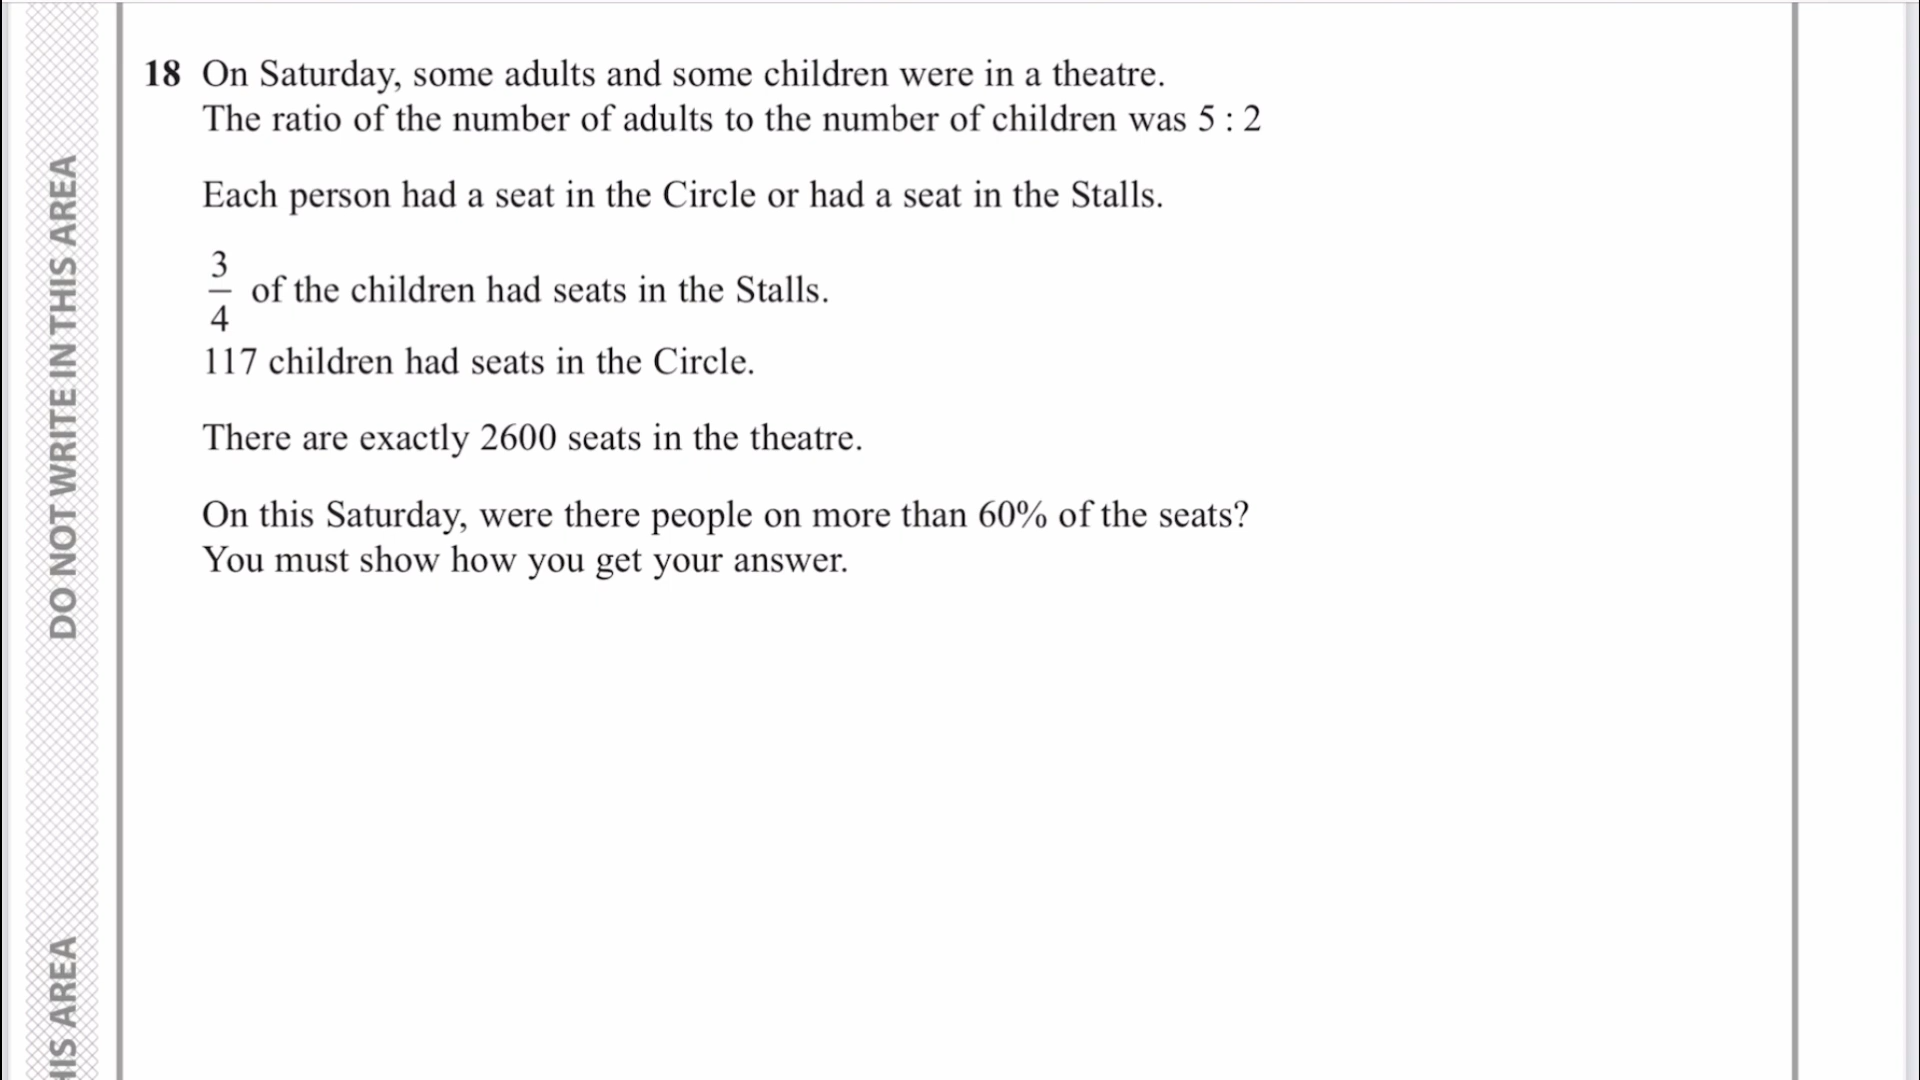 18 On Saturday, some adults and some children were in a theatre.
The ratio of the number of adults to the number of children was 5 : 2
Each person had a seat in the Circle or had a seat in the Stalls.
3/4 of the children had seats in the Stalls.
117 children had seats in the Circle.
There are exactly 2600 seats in the theatre.
On this Saturday, were there people on more than 60% of the seats?
You must show how you get your answer.
DO NOT WRITE IN THIS AREA
HIS AREA